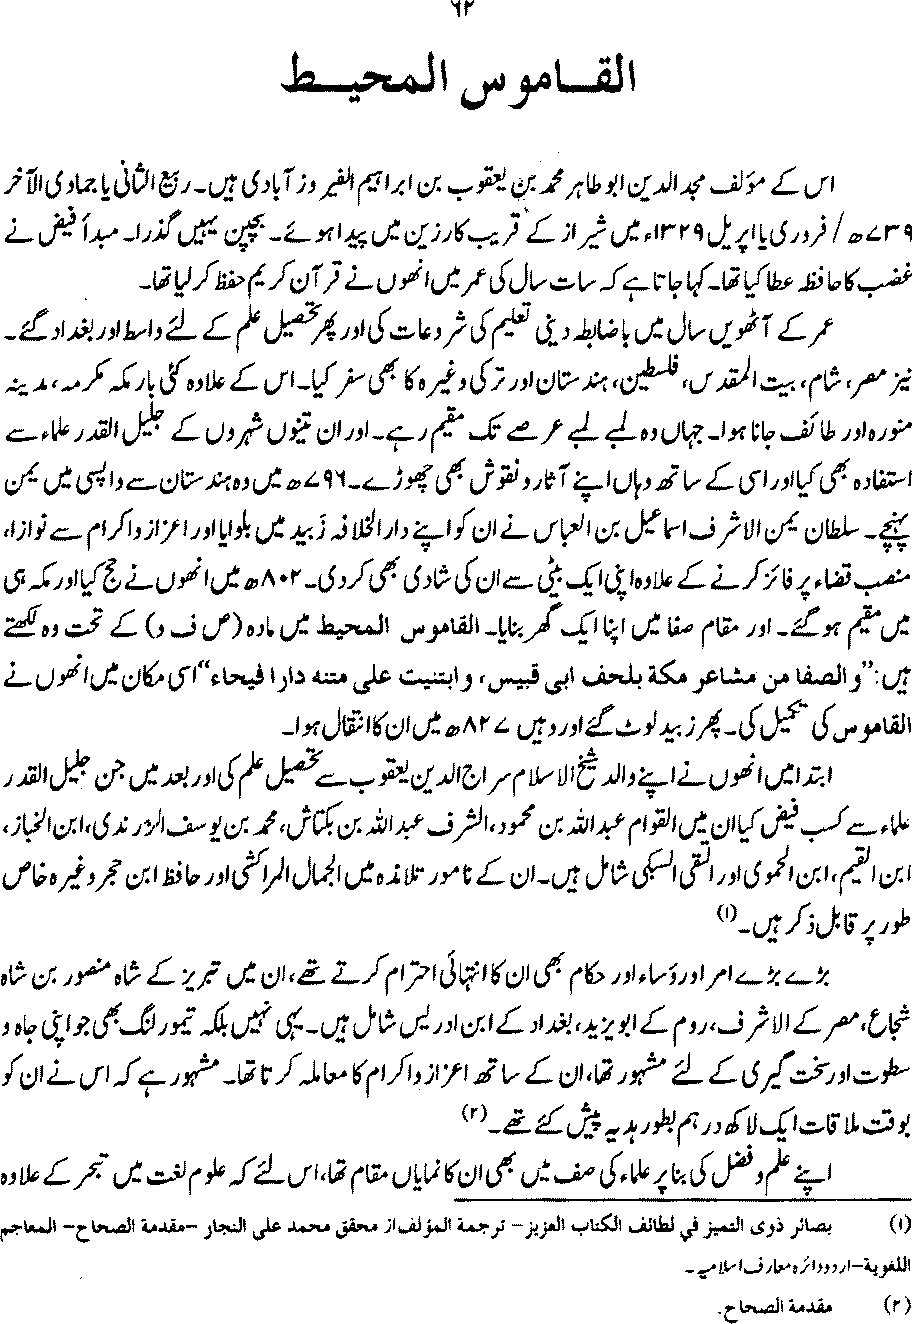 ۶۲
القاموس المحیط
اس کے مؤلف مجد الدین ابو طاہر محمد بن یعقوب بن ابراہیم الفیروز آبادی ہیں۔ ربیع الثانی یا جمادی الآخر
۷۳۹ھ / فروری یا اپریل ۱۳۲۹ء میں شیراز کے قریب کارزین میں پیدا ہوئے۔ بچپن یہیں گذرا۔ مبدأ فیض نے
غضب کا حافظہ عطا کیا تھا۔ کہا جاتا ہے کہ سات سال کی عمر میں انھوں نے قرآن کریم حفظ کر لیا تھا۔
عمر کے آٹھویں سال میں باضابطہ دینی تعلیم کی شروعات کی اور پھر تحصیل علم کے لئے واسط اور بغداد گئے۔
نیز مصر، شام، بیت المقدس، فلسطین، ہندستان اور ترکی وغیرہ کا بھی سفر کیا۔ اس کے علاوہ کئی بار مکہ مکرمہ، مدینہ
منورہ اور طائف جانا ہوا۔ جہاں وہ لمبے لمبے عرصے تک مقیم رہے۔ اور ان تینوں شہروں کے جلیل القدر علماء سے
استفادہ بھی کیا اور اسی کے ساتھ وہاں اپنے آثار و نقوش بھی چھوڑے۔ ۷۹۶ھ میں وہ ہندستان سے واپسی میں یمن
پہنچے۔ سلطان یمن الاشرف اسماعیل بن العباس نے ان کو اپنے دار الخلافہ زَبید میں بلوایا اور اعزاز و اکرام سے نوازا،
منصب قضاء پر فائز کرنے کے علاوہ اپنی ایک بیٹی سے ان کی شادی بھی کردی۔ ۸۰۲ھ میں انھوں نے حج کیا اور مکہ ہی
میں مقیم ہو گئے۔ اور مقام صفا میں اپنا ایک گھر بنایا۔ القاموس المحیط میں مادہ (ص ف و) کے تحت وہ لکھتے
ہیں: ”والصفا من مشاعر مكة بلحف ابى قبيس، وابتنيت على متنه دارا فيحاء“ اسی مکان میں انھوں نے
القاموس کی تکمیل کی۔ پھر زبید لوٹ گئے اور وہیں ۸۲۷ھ میں ان کا انتقال ہوا۔
ابتدا میں انھوں نے اپنے والد شیخ الاسلام سراج الدین یعقوب سے تحصیل علم کی اور بعد میں جن جلیل القدر
علماء سے کسب فیض کیا ان میں القوام عبد اللہ بن محمود، الشرف عبد اللہ بن بکتاش، محمد بن یوسف الزرندی، ابن الخباز،
ابن القیم، ابن الحموی اور التقی السبکی شامل ہیں۔ ان کے نامور تلامذہ میں الجمال المراکشی اور حافظ ابن حجر وغیرہ خاص
طور پر قابل ذکر ہیں۔(۱)
بڑے بڑے امر اور ؤساء اور حکام بھی ان کا انتہائی احترام کرتے تھے، ان میں تبریز کے شاہ منصور بن شاہ
شجاع، مصر کے الاشرف، روم کے ابو یزید، بغداد کے ابن ادریس شامل ہیں۔ یہی نہیں بلکہ تیمور لنگ بھی جو اپنی جاہ و
سطوت اور سخت گیری کے لئے مشہور تھا، ان کے ساتھ اعزاز و اکرام کا معاملہ کرتا تھا۔ مشہور ہے کہ اس نے ان کو
بوقت ملاقات ایک لاکھ درہم بطور ہدیہ پیش کئے تھے۔(۲)
اپنے علم و فضل کی بنا پر علماء کی صف میں بھی ان کا نمایاں مقام تھا، اس لئے کہ علوم لغت میں تبحر کے علاوہ
(۱) بصائر ذوى التميز في لطائف الكتاب العزيز – ترجمة المؤلف از محقق محمد على النجار – مقدمة الصحاح – المعاجم
اللغوية – اردو دائرہ معارف اسلامیہ۔
(۲) مقدمة الصحاح.